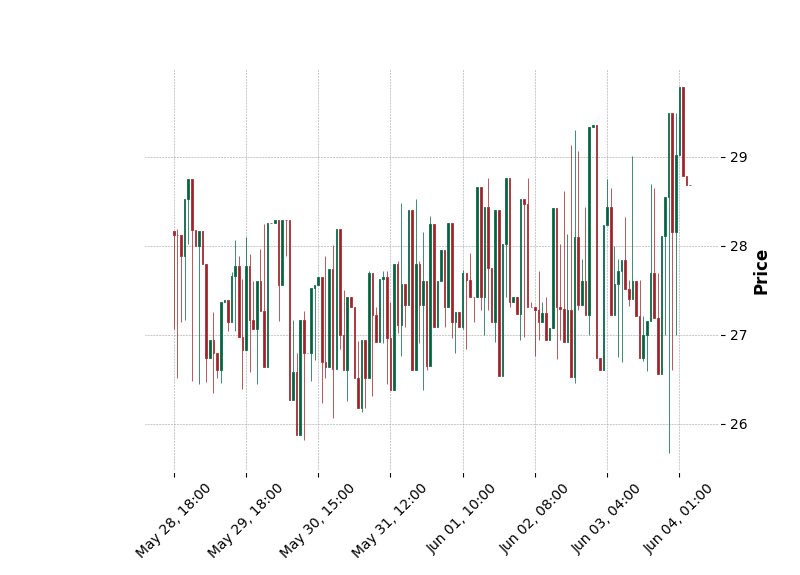 29
28
27
26
Price
May 28, 18:00
May 29, 18:00
May 30, 15:00
May 31, 12:00
Jun 01, 10:00
Jun 02, 08:00
Jun 03, 04:00
Jun 04, 01:00